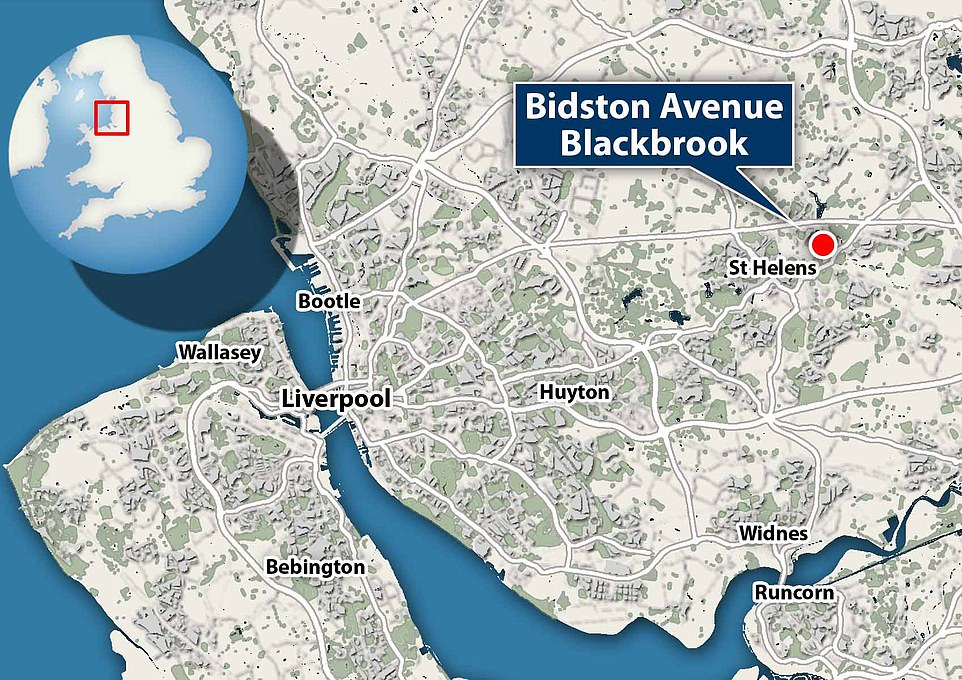 Bidston Avenue
Blackbrook
St Helens
Bootle
Wallasey
Liverpool
Huyton
Widnes
Bebington
Runcorn